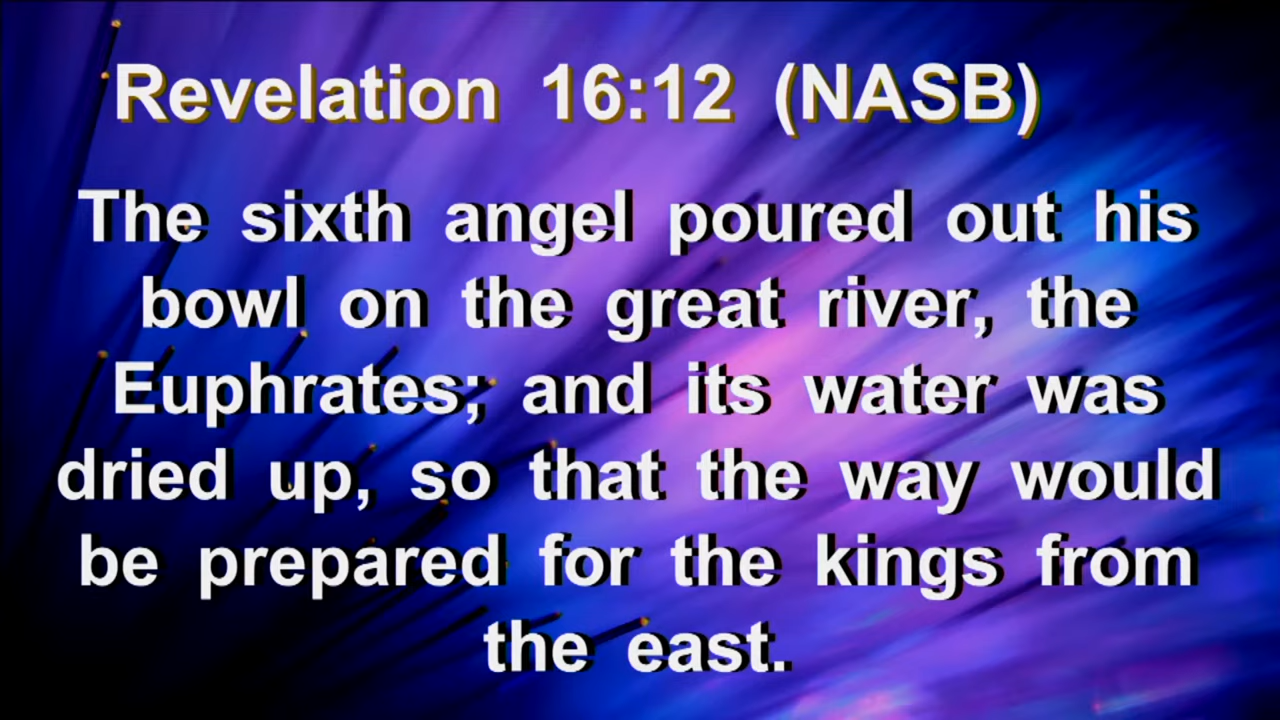 Revelation 16:12 (NASB)
The sixth angel poured out his
bowl on the great river, the
Euphrates; and its water was
dried up, so that the way would
be prepared for the kings from
the east.